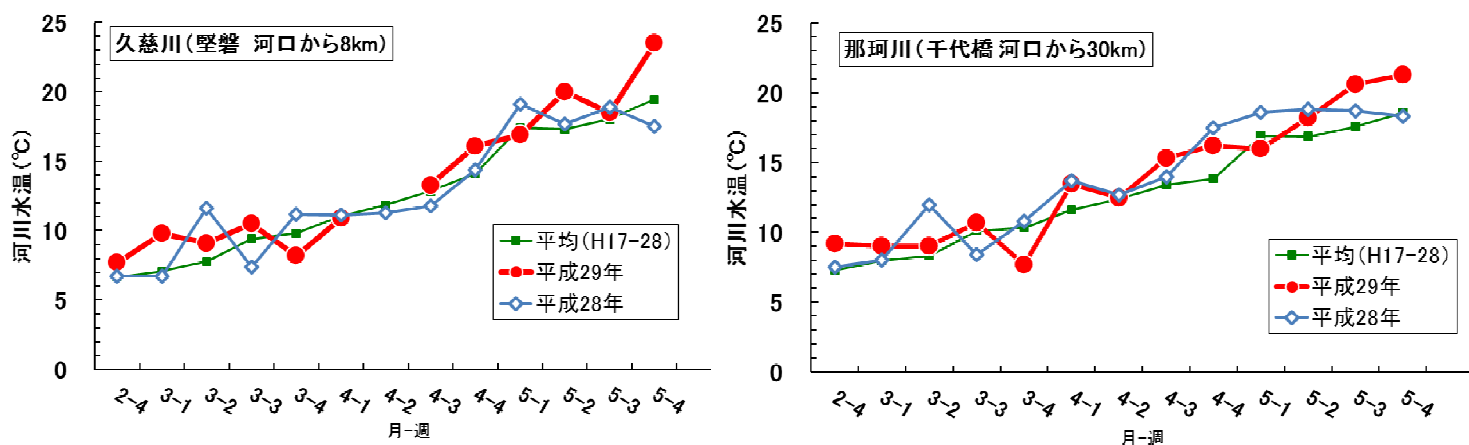 久慈川(堅磐 河口から8km)
河川水温(℃)
25
20
15
10
5
0
平均(H17-28)
平成29年
平成28年
2-4 3-1 3-2 3-3 3-4 4-1 4-2 4-3 4-4 5-1 5-2 5-3 5-4
月-週
那珂川(千代橋 河口から30km)
河川水温(℃)
25
20
15
10
5
0
平均(H17-28)
平成29年
平成28年
2-4 3-1 3-2 3-3 3-4 4-1 4-2 4-3 4-4 5-1 5-2 5-3 5-4
月-週